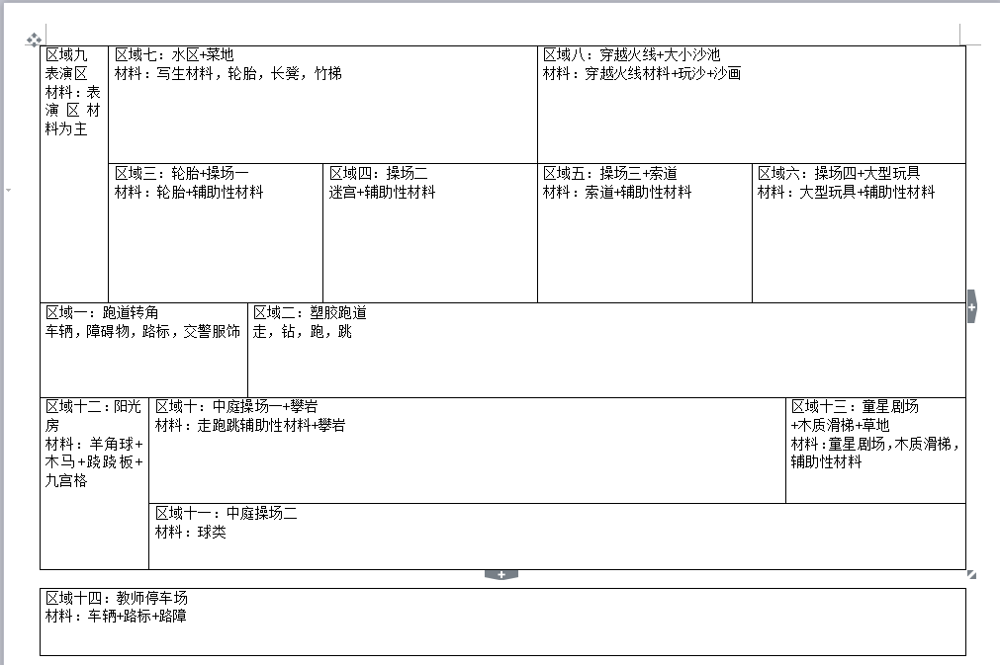 区域九
表演区
材料：表
演区材
料为主
区域七：水区+菜地
材料：写生材料，轮胎，长凳，竹梯
区域八：穿越火线+大小沙池
材料：穿越火线材料+玩沙+沙画
区域三：轮胎+操场一
材料：轮胎+辅助性材料
区域四：操场二
迷宫+辅助性材料
区域五：操场三+索道
材料：索道+辅助性材料
区域六：操场四+大型玩具
材料：大型玩具+辅助性材料
区域一：跑道转角
车辆，障碍物，路标，交警服饰
区域二：塑胶跑道
走，钻，跑，跳
区域十二：阳光
房
材料：羊角球+
木马+跷跷板+
九宫格
区域十：中庭操场一+攀岩
材料：走跑跳辅助性材料+攀岩
区域十三：童星剧场
+木质滑梯+草地
材料：童星剧场，木质滑梯，
辅助性材料
区域十一：中庭操场二
材料：球类
区域十四：教师停车场
材料：车辆+路标+路障